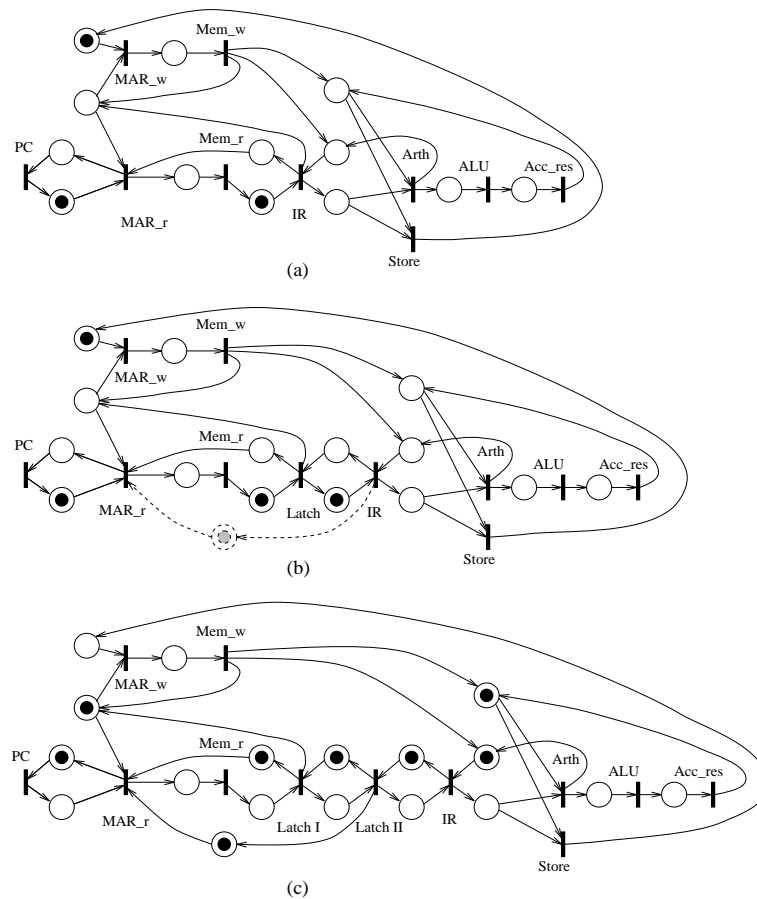 Mem_w
MAR_w
PC
Mem_r
Arth
ALU
Acc_res
MAR_r
IR
Store
(a)
Mem_w
MAR_w
PC
Mem_r
Arth
ALU
Acc_res
MAR_r
Latch
IR
Store
(b)
Mem_w
MAR_w
PC
Mem_r
Arth
ALU
Acc_res
MAR_r
Latch I
Latch II
IR
Store
(c)